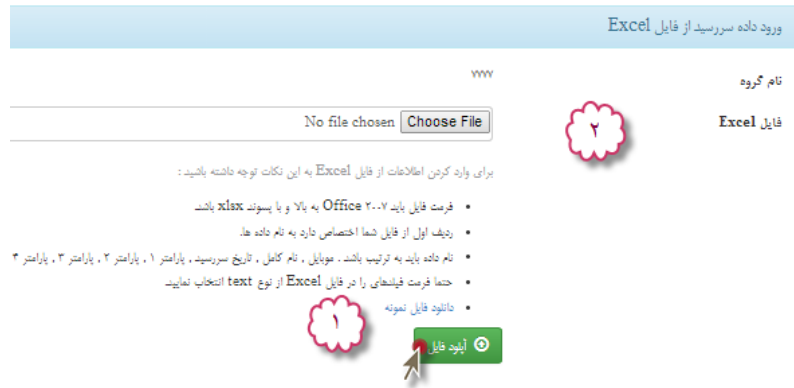 ورود داده سررسید از فایل Excel
نام گروه
۷۷۷۷
فایل Excel
۲
Choose File No file chosen
برای وارد کردن اطلاعات از فایل Excel به این نکات توجه داشته باشید :
فرمت فایل باید Office ۲۰۰۷ به بالا و با پسوند xlsx باشد.
ردیف اول از فایل شما اختصاص دارد به نام داده ها.
نام داده باید به ترتیب باشد . موبایل , نام کامل , تاریخ سررسید , پارامتر ۱ , پارامتر ۲ , پارامتر ۳ , پارامتر ۴
حتما فرمت فیلدهای را در فایل Excel از نوع text انتخاب نمایید.
دانلود فایل نمونه
۱
آپلود فایل